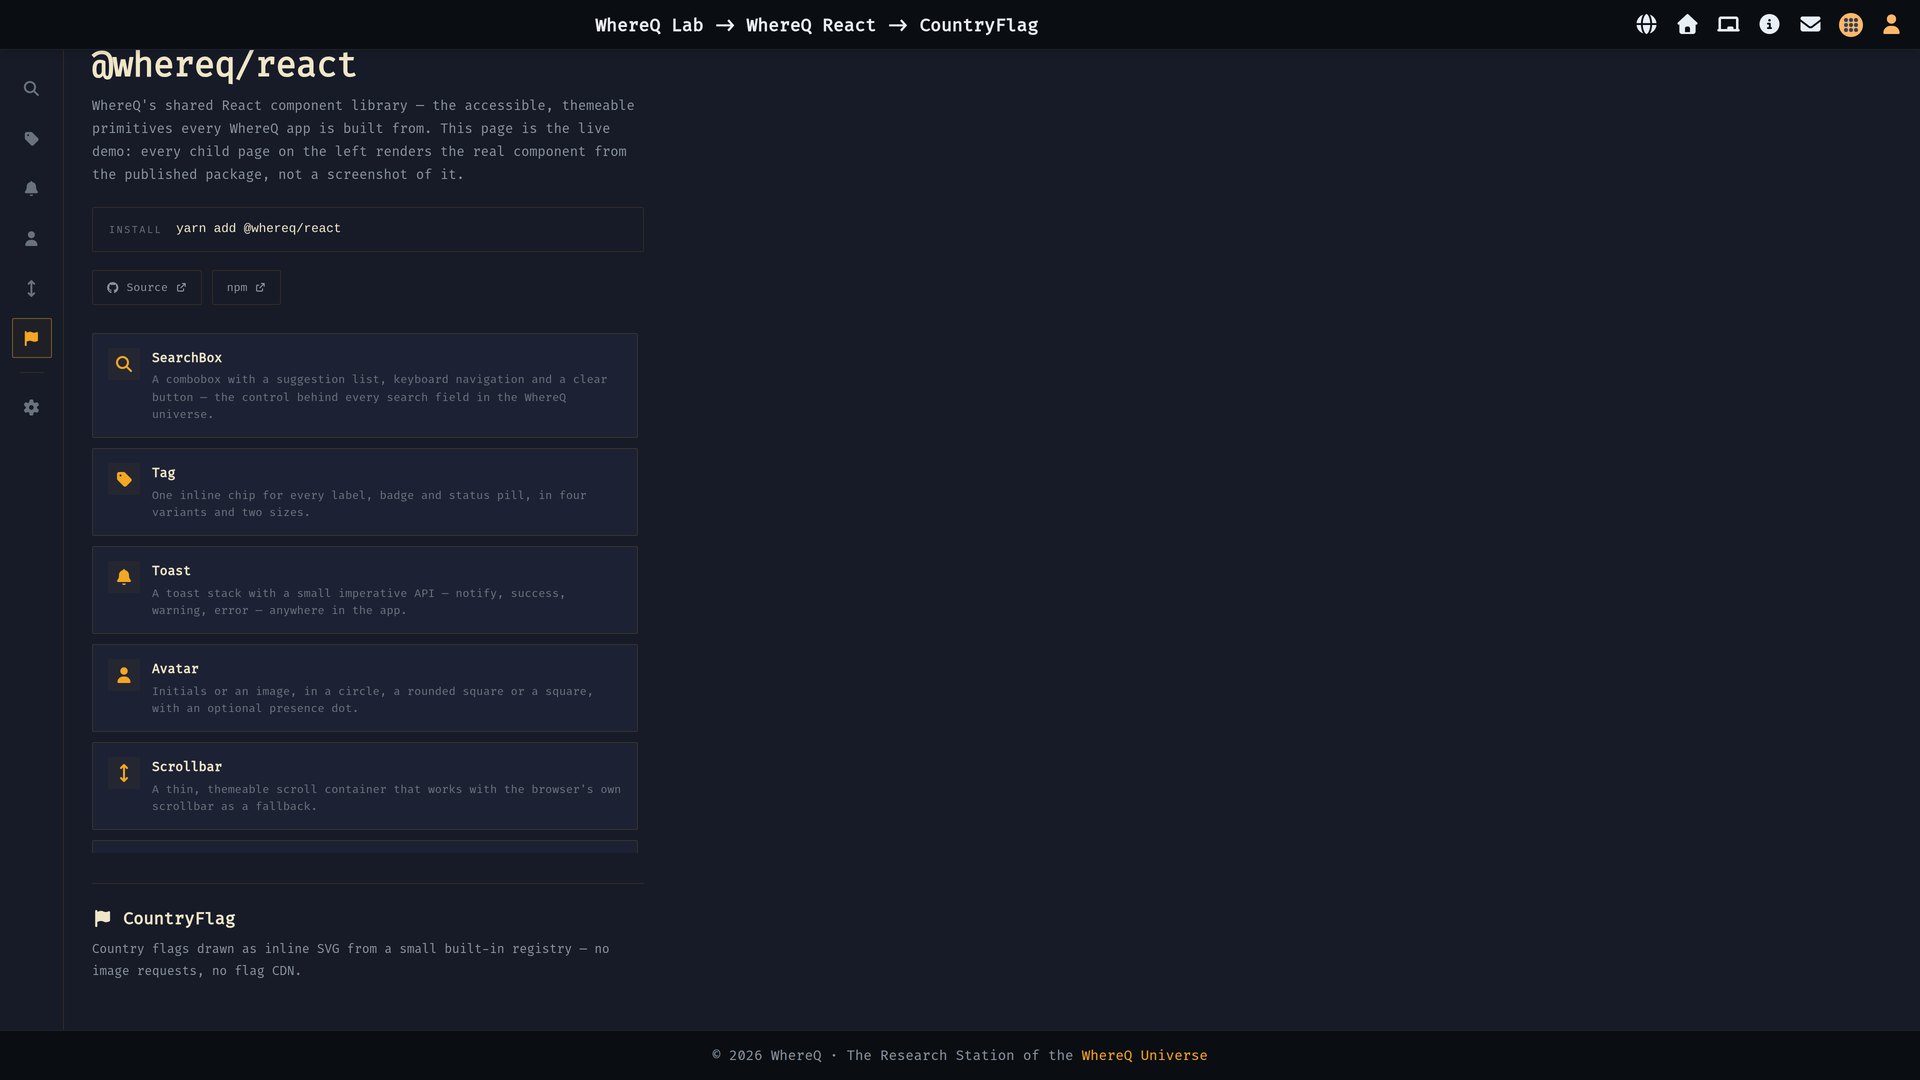 WhereQ Lab → WhereQ React → CountryFlag
@whereq/react
WhereQ's shared React component library — the accessible, themeable
primitives every WhereQ app is built from. This page is the live
demo: every child page on the left renders the real component from
the published package, not a screenshot of it.
INSTALL yarn add @whereq/react
Source npm
SearchBox
A combobox with a suggestion list, keyboard navigation and a clear
button — the control behind every search field in the WhereQ
universe.
Tag
One inline chip for every label, badge and status pill, in four
variants and two sizes.
Toast
A toast stack with a small imperative API — notify, success,
warning, error — anywhere in the app.
Avatar
Initials or an image, in a circle, a rounded square or a square,
with an optional presence dot.
Scrollbar
A thin, themeable scroll container that works with the browser's own
scrollbar as a fallback.
CountryFlag
Country flags drawn as inline SVG from a small built-in registry — no
image requests, no flag CDN.
© 2026 WhereQ · The Research Station of the WhereQ Universe